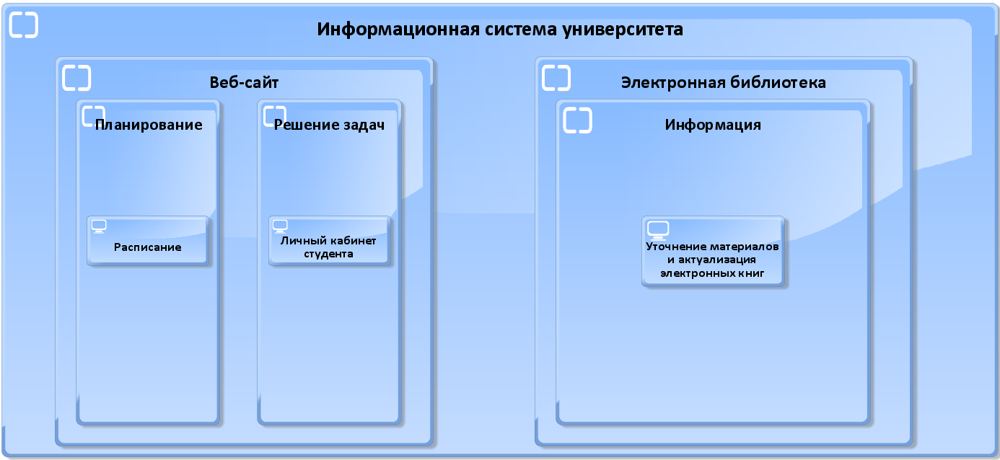 Информационная система университета
Веб-сайт
Электронная библиотека
Планирование
Решение задач
Информация
Расписание
Личный кабинет
студента
Уточнение материалов
и актуализация
электронных книг